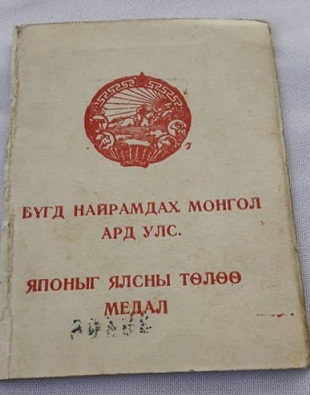 БҮГД НАЙРАМДАХ МОНГОЛ
АРД УЛС.
ЯПОНЫГ ЯЛСНЫ ТӨЛӨӨ
МЕДАЛ